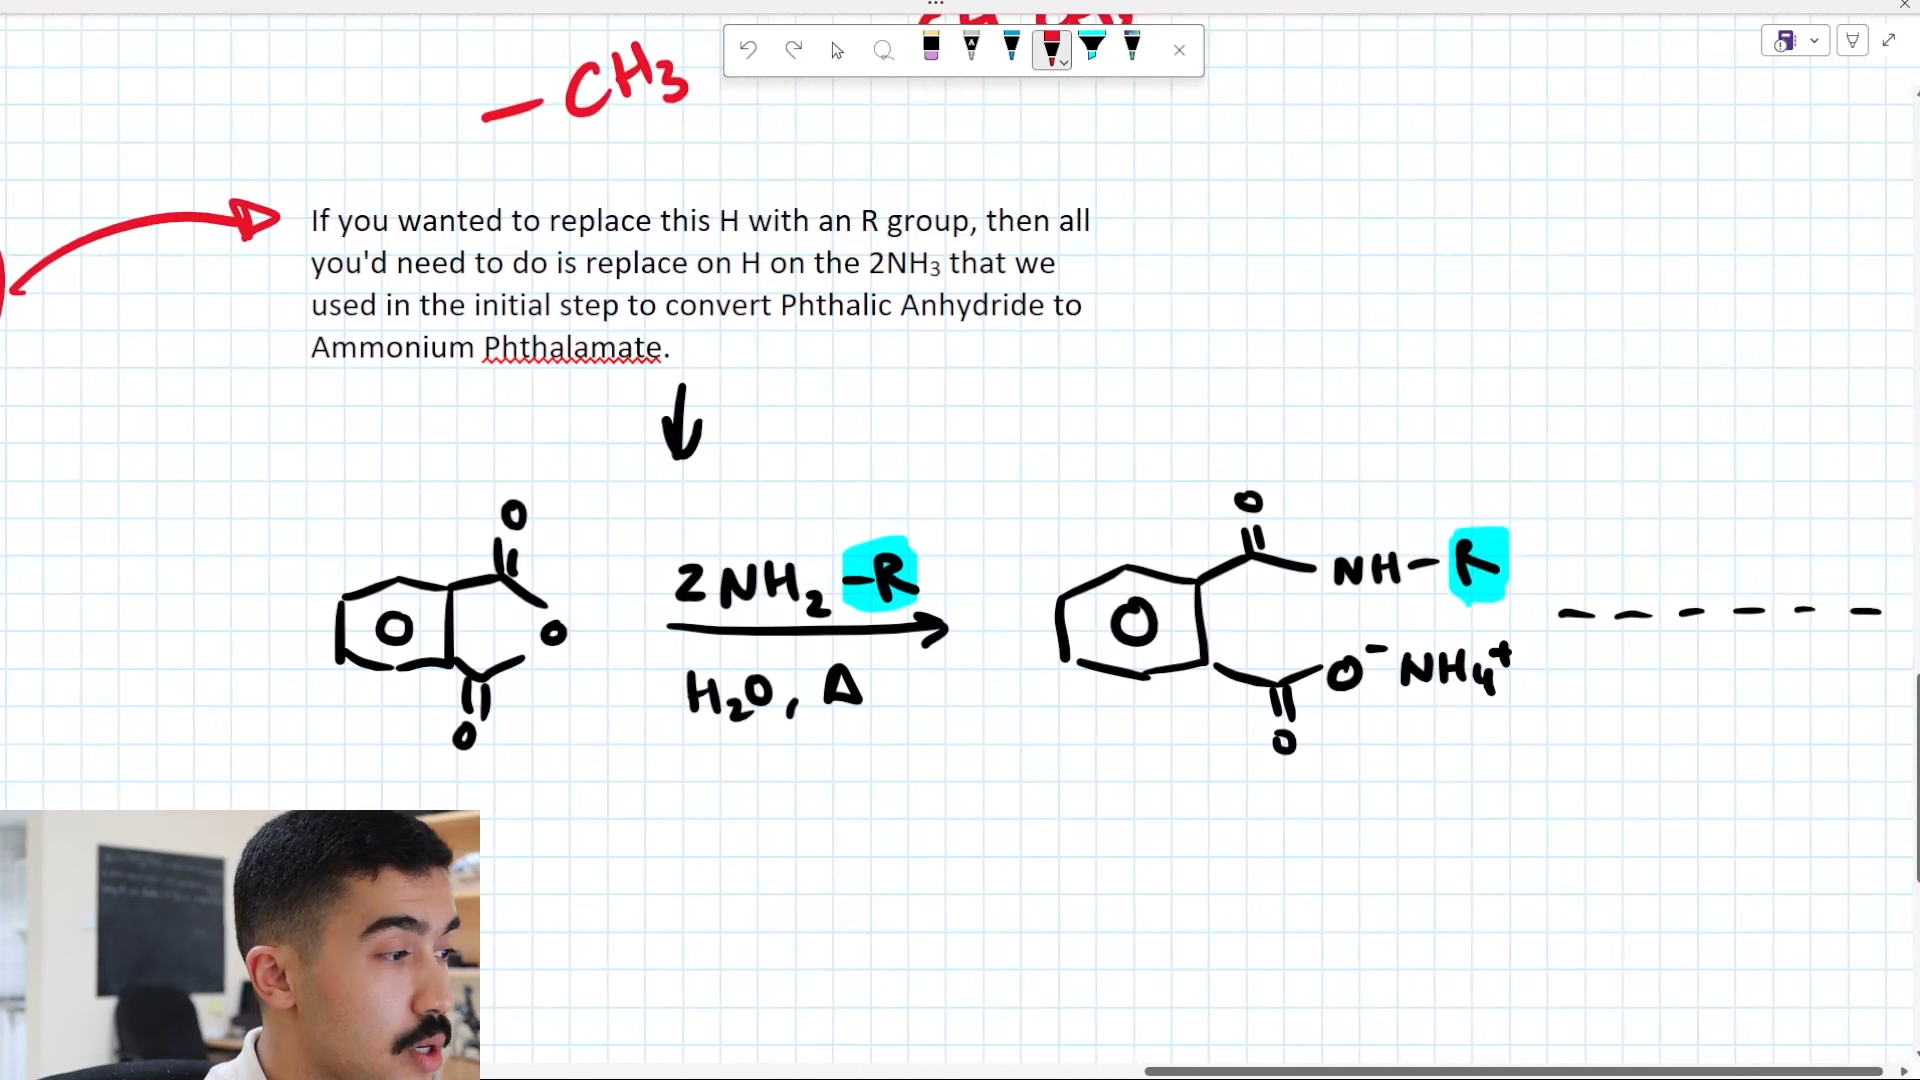 — CH3
If you wanted to replace this H with an R group, then all
you'd need to do is replace on H on the 2NH₃ that we
used in the initial step to convert Phthalic Anhydride to
Ammonium Phthalamate.
O
O
O
2NH₂-R
H₂O, Δ
O
NH-R
O⁻ NH₄⁺
O